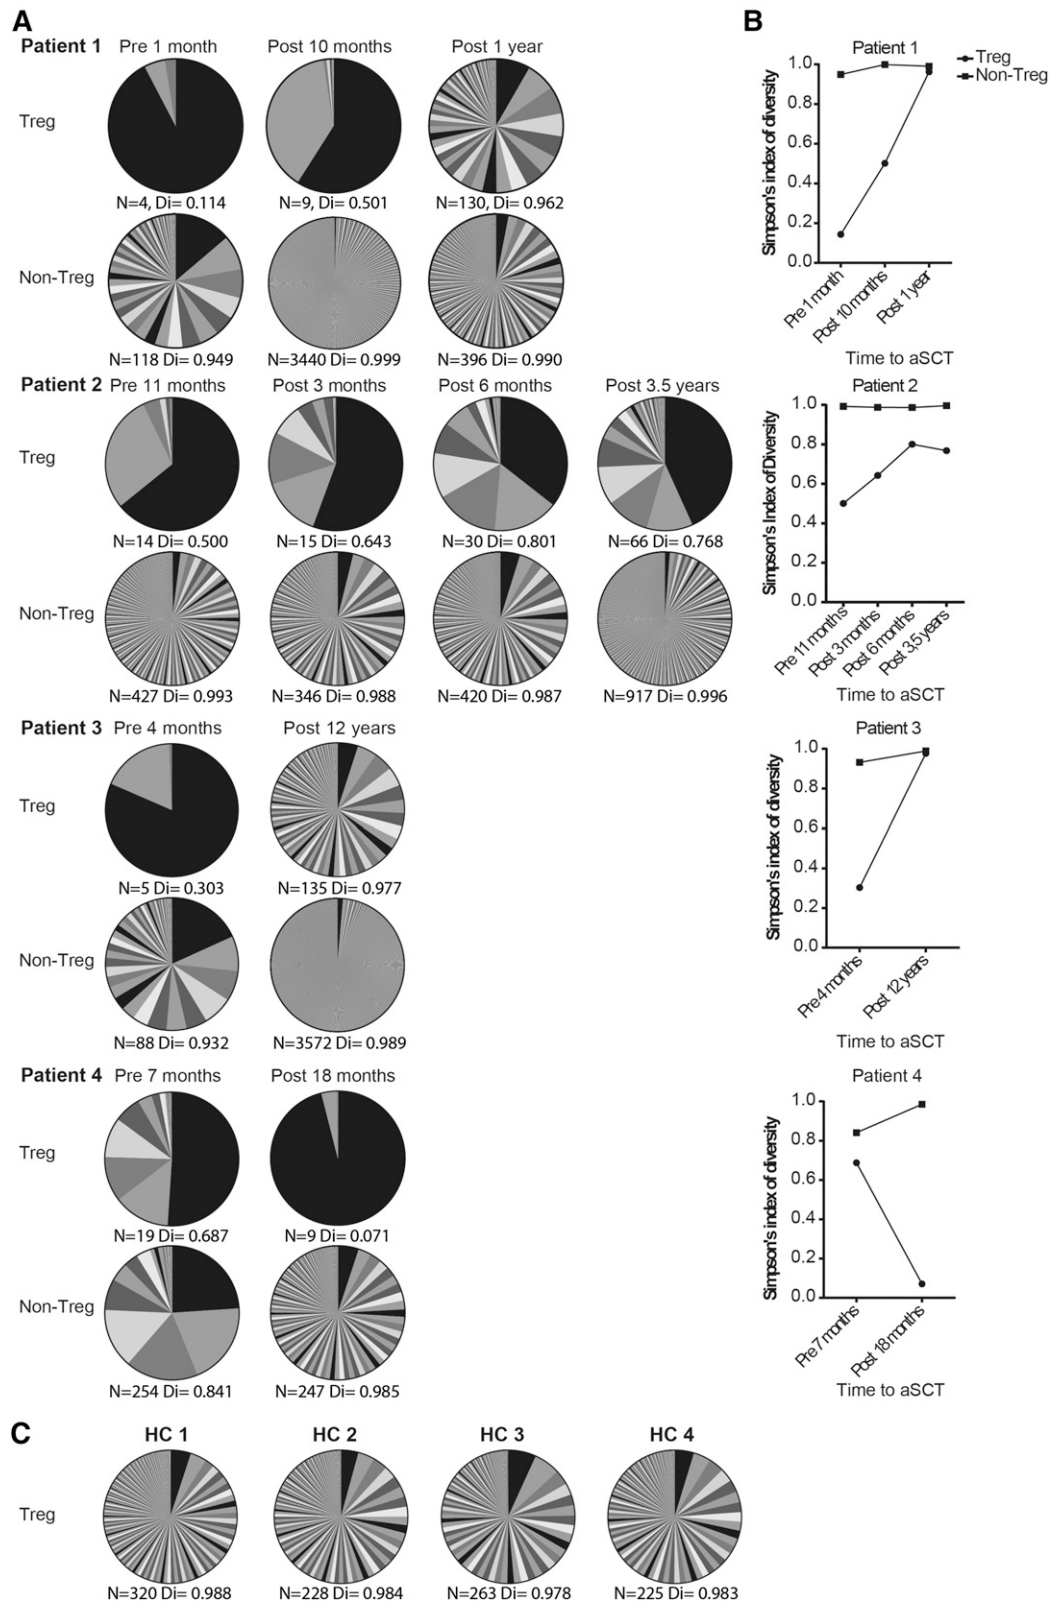 A
Patient 1 Pre 1 month Post 10 months Post 1 year
Treg
N=4, Di= 0.114 N=9, Di= 0.501 N=130, Di= 0.962
Non-Treg
N=118 Di= 0.949 N=3440 Di= 0.999 N=396 Di= 0.990
Patient 2 Pre 11 months Post 3 months Post 6 months Post 3.5 years
Treg
N=14 Di= 0.500 N=15 Di= 0.643 N=30 Di= 0.801 N=66 Di= 0.768
Non-Treg
N=427 Di= 0.993 N=346 Di= 0.988 N=420 Di= 0.987 N=917 Di= 0.996
Patient 3 Pre 4 months Post 12 years
Treg
N=5 Di= 0.303 N=135 Di= 0.977
Non-Treg
N=88 Di= 0.932 N=3572 Di= 0.989
Patient 4 Pre 7 months Post 18 months
Treg
N=19 Di= 0.687 N=9 Di= 0.071
Non-Treg
N=254 Di= 0.841 N=247 Di= 0.985
B
Patient 1
Treg
Non-Treg
Simpson's index of diversity
1.0
0.8
0.6
0.4
0.2
0.0
Pre 1 month
Post 10 months
Post 1 year
Time to aSCT
Patient 2
Simpson's Index of Diversity
1.0
0.8
0.6
0.4
0.2
0.0
Pre 11 months
Post 3 months
Post 6 months
Post 3,5 years
Time to aSCT
Patient 3
Simpson's index of diversity
1.0
0.8
0.6
0.4
0.2
0.0
Pre 4 months
Post 12 years
Time to aSCT
Patient 4
Simpson's index of diversity
1.0
0.8
0.6
0.4
0.2
0.0
Pre 7 months
Post 18 months
Time to aSCT
C
HC 1 HC 2 HC 3 HC 4
Treg
N=320 Di= 0.988 N=228 Di= 0.984 N=263 Di= 0.978 N=225 Di= 0.983